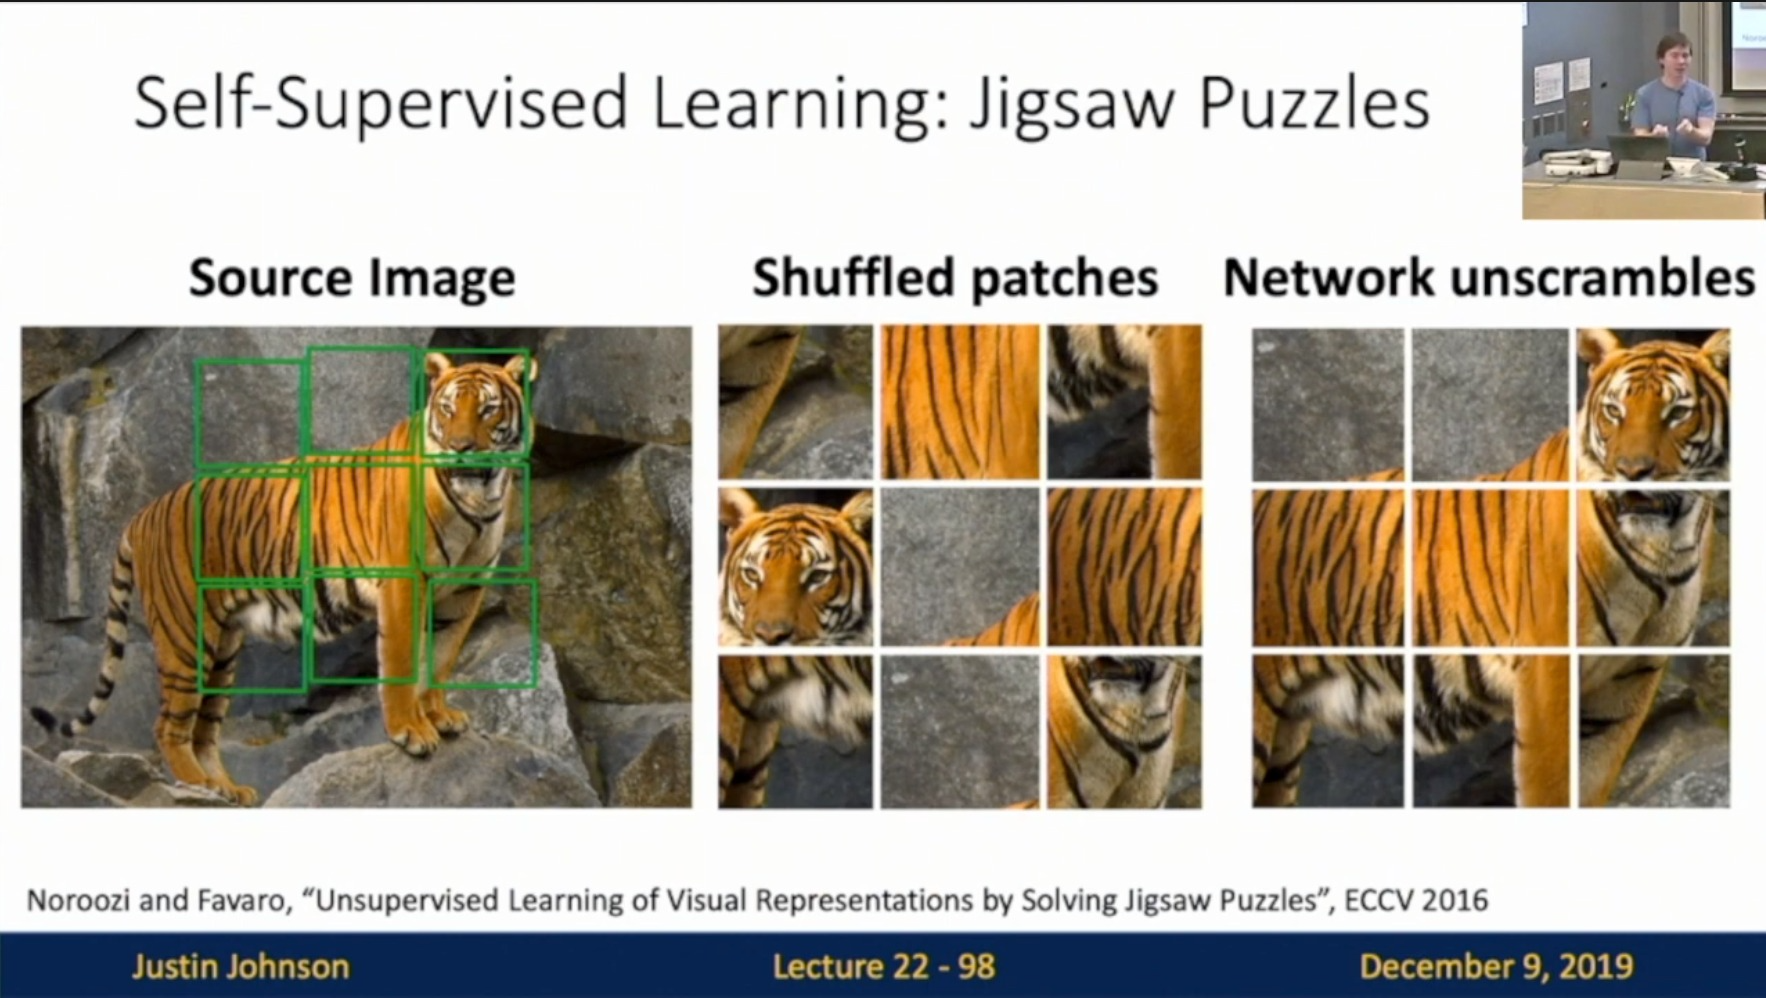 Self-Supervised Learning: Jigsaw Puzzles
Source Image
Shuffled patches
Network unscrambles
Noroozi and Favaro, “Unsupervised Learning of Visual Representations by Solving Jigsaw Puzzles”, ECCV 2016
Justin Johnson
Lecture 22 - 98
December 9, 2019